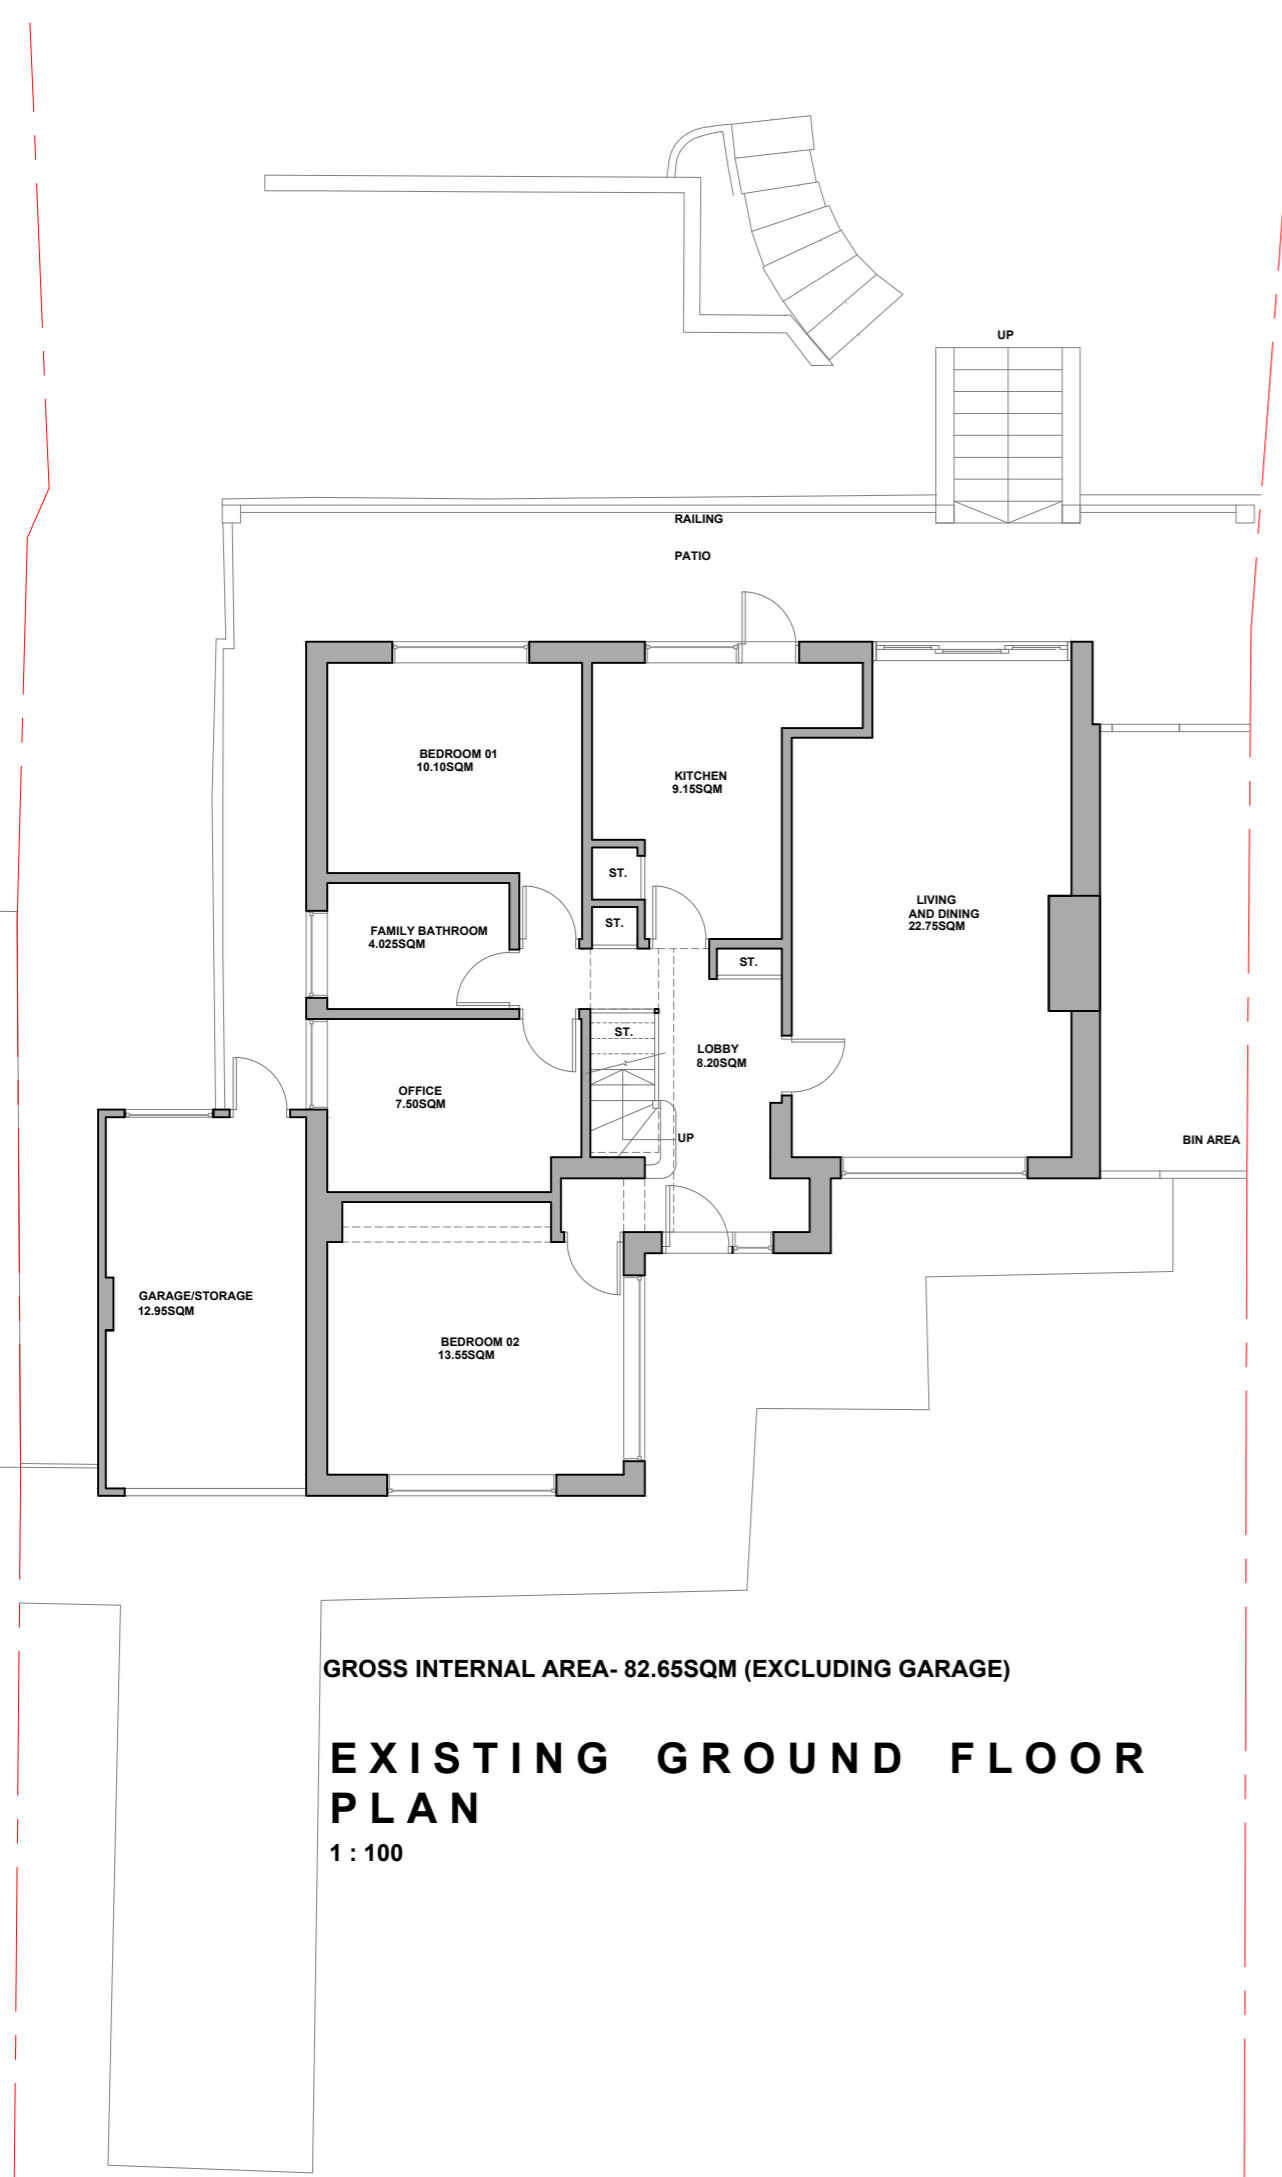 UP
RAILING
PATIO
BEDROOM 01
10.10SQM
KITCHEN
9.15SQM
ST.
LIVING
AND DINING
22.75SQM
FAMILY BATHROOM
4.025SQM
ST.
ST.
ST.
LOBBY
8.20SQM
OFFICE
7.50SQM
UP
BIN AREA
GARAGE/STORAGE
12.95SQM
BEDROOM 02
13.55SQM
GROSS INTERNAL AREA- 82.65SQM (EXCLUDING GARAGE)
EXISTING GROUND FLOOR
PLAN
1 : 100